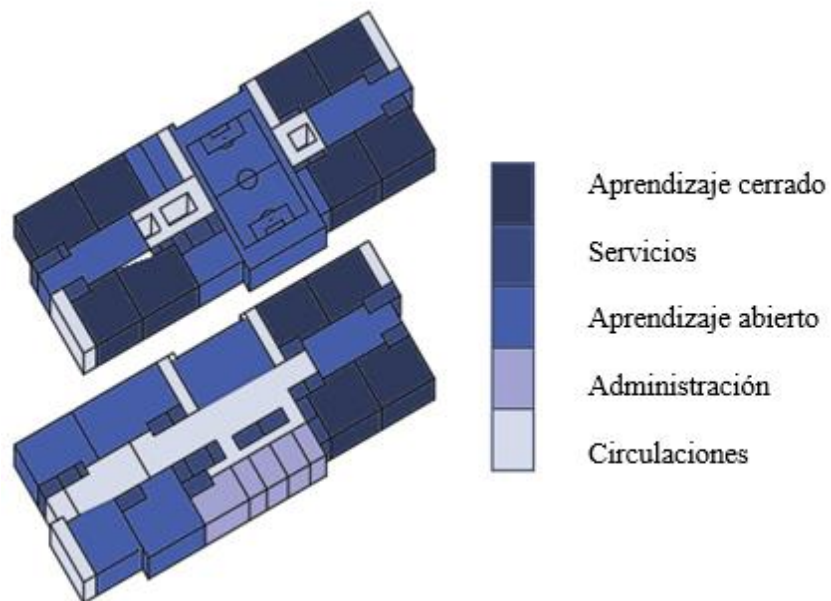 Aprendizaje cerrado
Servicios
Aprendizaje abierto
Administración
Circulaciones